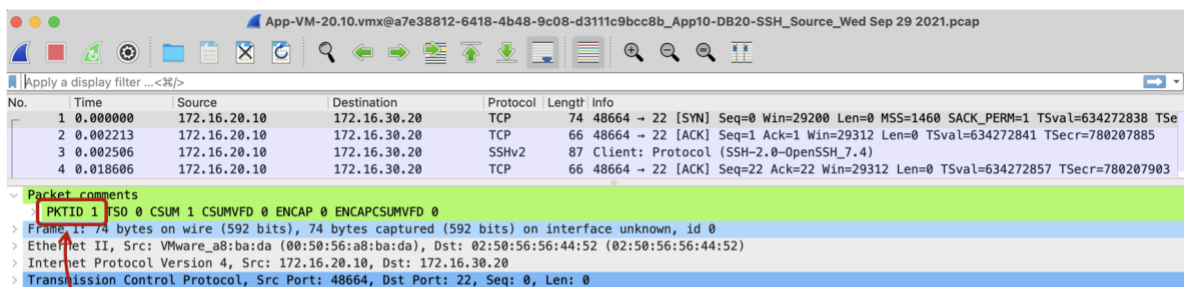 App-VM-20.10.vmx@a7e38812-6418-4b48-9c08-d3111c9bcc8b_App10-DB20-SSH_Source_Wed Sep 29 2021.pcap
Apply a display filter ...<⌘/>
No. Time Source Destination Protocol Length Info
1 0.000000 172.16.20.10 172.16.30.20 TCP 74 48664 → 22 [SYN] Seq=0 Win=29200 Len=0 MSS=1460 SACK_PERM=1 TSval=634272838 TSe
2 0.002213 172.16.20.10 172.16.30.20 TCP 66 48664 → 22 [ACK] Seq=1 Ack=1 Win=29312 Len=0 TSval=634272841 TSecr=780207885
3 0.002506 172.16.20.10 172.16.30.20 SSHv2 87 Client: Protocol (SSH-2.0-OpenSSH_7.4)
4 0.018606 172.16.20.10 172.16.30.20 TCP 66 48664 → 22 [ACK] Seq=22 Ack=22 Win=29312 Len=0 TSval=634272857 TSecr=780207903
Packet comments
PKTID 1 TSO 0 CSUM 1 CSUMVFD 0 ENCAP 0 ENCAPCSUMVFD 0
Frame 1: 74 bytes on wire (592 bits), 74 bytes captured (592 bits) on interface unknown, id 0
Ethernet II, Src: VMware_a8:ba:da (00:50:56:a8:ba:da), Dst: 02:50:56:56:44:52 (02:50:56:56:44:52)
Internet Protocol Version 4, Src: 172.16.20.10, Dst: 172.16.30.20
Transmission Control Protocol, Src Port: 48664, Dst Port: 22, Seq: 0, Len: 0